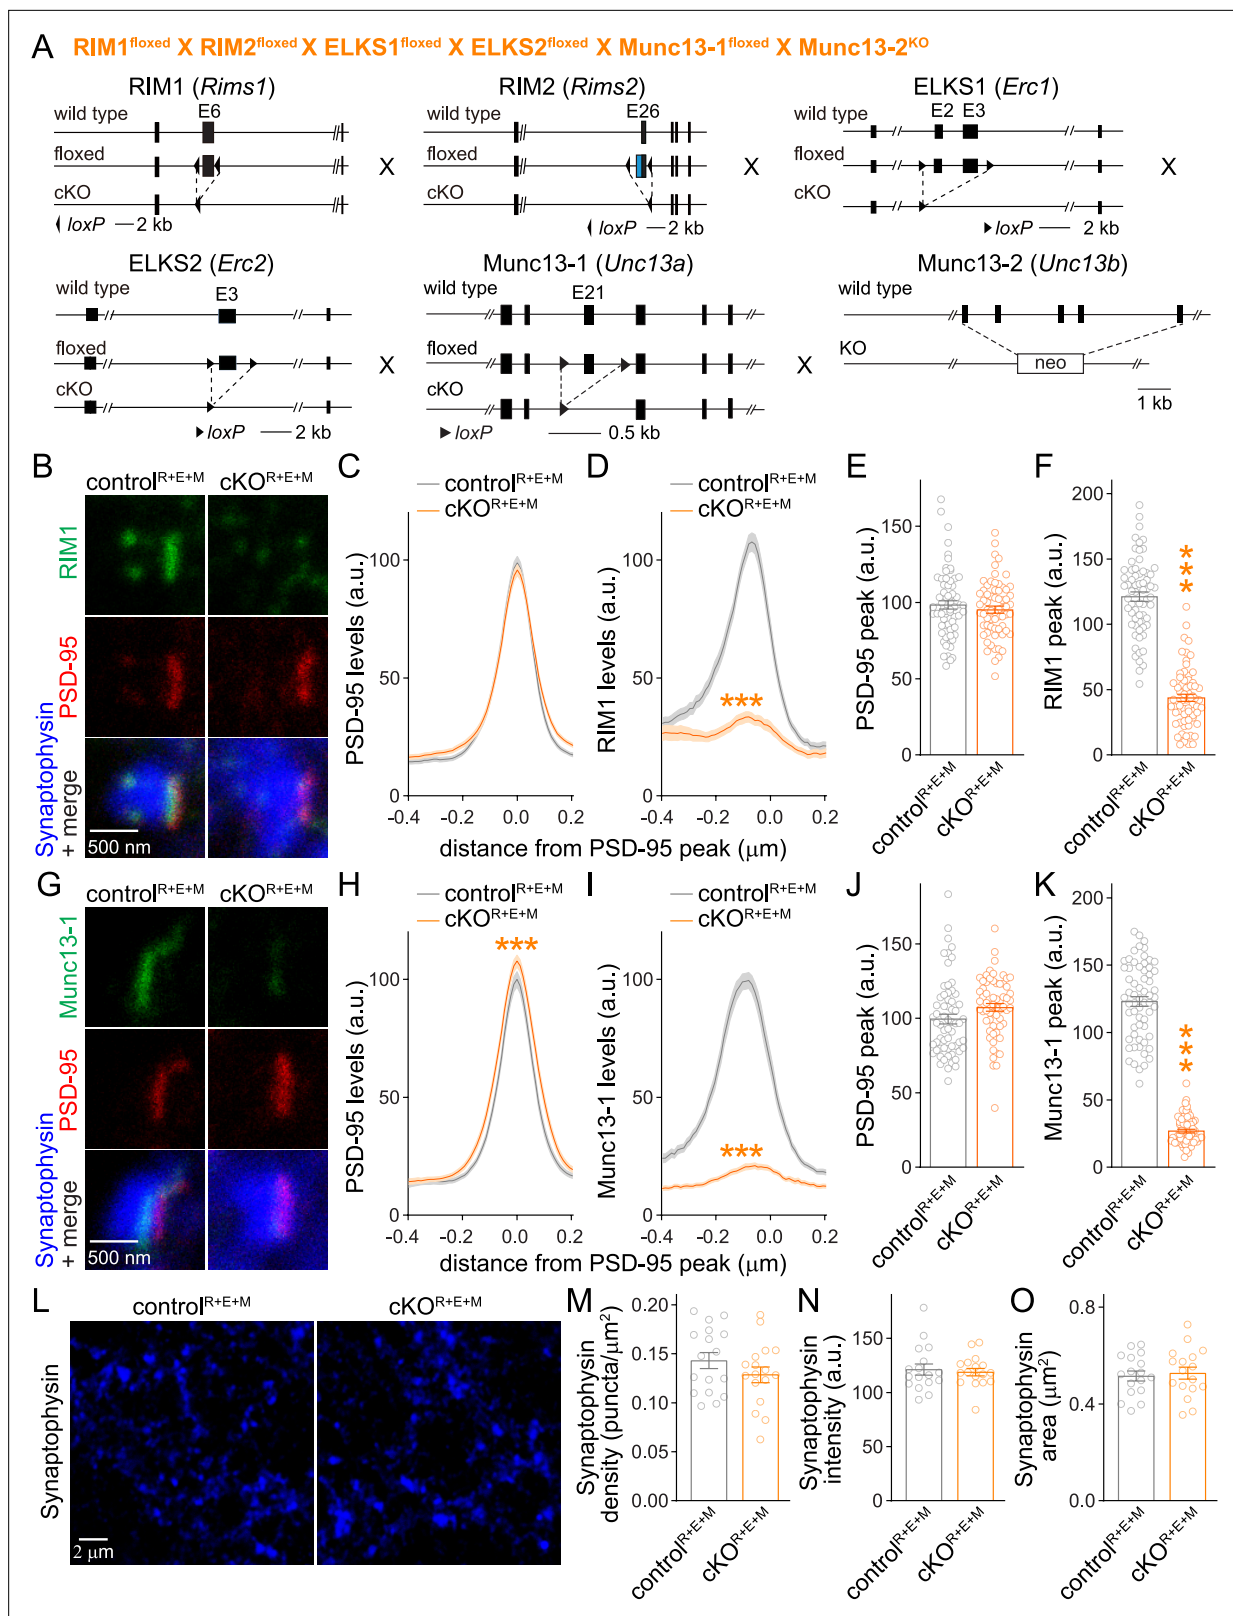 A RIM1floxed X RIM2floxed X ELKS1floxed X ELKS2floxed X Munc13-1floxed X Munc13-2KO
RIM1 (Rims1)
wild type
E6
floxed
cKO
loxP
2 kb
X
RIM2 (Rims2)
wild type
E26
floxed
cKO
loxP
2 kb
X
ELKS1 (Erc1)
wild type
E2 E3
floxed
cKO
loxP
2 kb
X
ELKS2 (Erc2)
wild type
E3
floxed
cKO
loxP
2 kb
X
Munc13-1 (Unc13a)
wild type
E21
floxed
cKO
loxP
0.5 kb
X
Munc13-2 (Unc13b)
wild type
KO
neo
1 kb
B
controlR+E+M cKOR+E+M
RIM1
PSD-95
Synaptophysin
+ merge
500 nm
C
controlR+E+M
cKOR+E+M
PSD-95 levels (a.u.)
100
50
0
-0.4 -0.2 0.0 0.2
D
controlR+E+M
cKOR+E+M
RIM1 levels (a.u.)
100
50
0
***
-0.4 -0.2 0.0 0.2
distance from PSD-95 peak (μm)
E
PSD-95 peak (a.u.)
150
100
50
0
controlR+E+M
cKOR+E+M
F
RIM1 peak (a.u.)
200
150
100
50
0
***
controlR+E+M
cKOR+E+M
G
controlR+E+M cKOR+E+M
Munc13-1
PSD-95
Synaptophysin
+ merge
500 nm
H
controlR+E+M
cKOR+E+M
***
PSD-95 levels (a.u.)
100
50
0
-0.4 -0.2 0.0 0.2
I
controlR+E+M
cKOR+E+M
Munc13-1 levels (a.u.)
100
50
0
***
-0.4 -0.2 0.0 0.2
distance from PSD-95 peak (μm)
J
PSD-95 peak (a.u.)
150
100
50
0
controlR+E+M
cKOR+E+M
K
Munc13-1 peak (a.u.)
200
150
100
50
0
***
controlR+E+M
cKOR+E+M
L
controlR+E+M cKOR+E+M
Synaptophysin
2 μm
M
Synaptophysin
density (puncta/μm2)
0.20
0.15
0.10
0.05
0.00
controlR+E+M
cKOR+E+M
N
Synaptophysin
intensity (a.u.)
150
100
50
0
controlR+E+M
cKOR+E+M
O
Synaptophysin
area (μm2)
0.8
0.4
0.0
controlR+E+M
cKOR+E+M